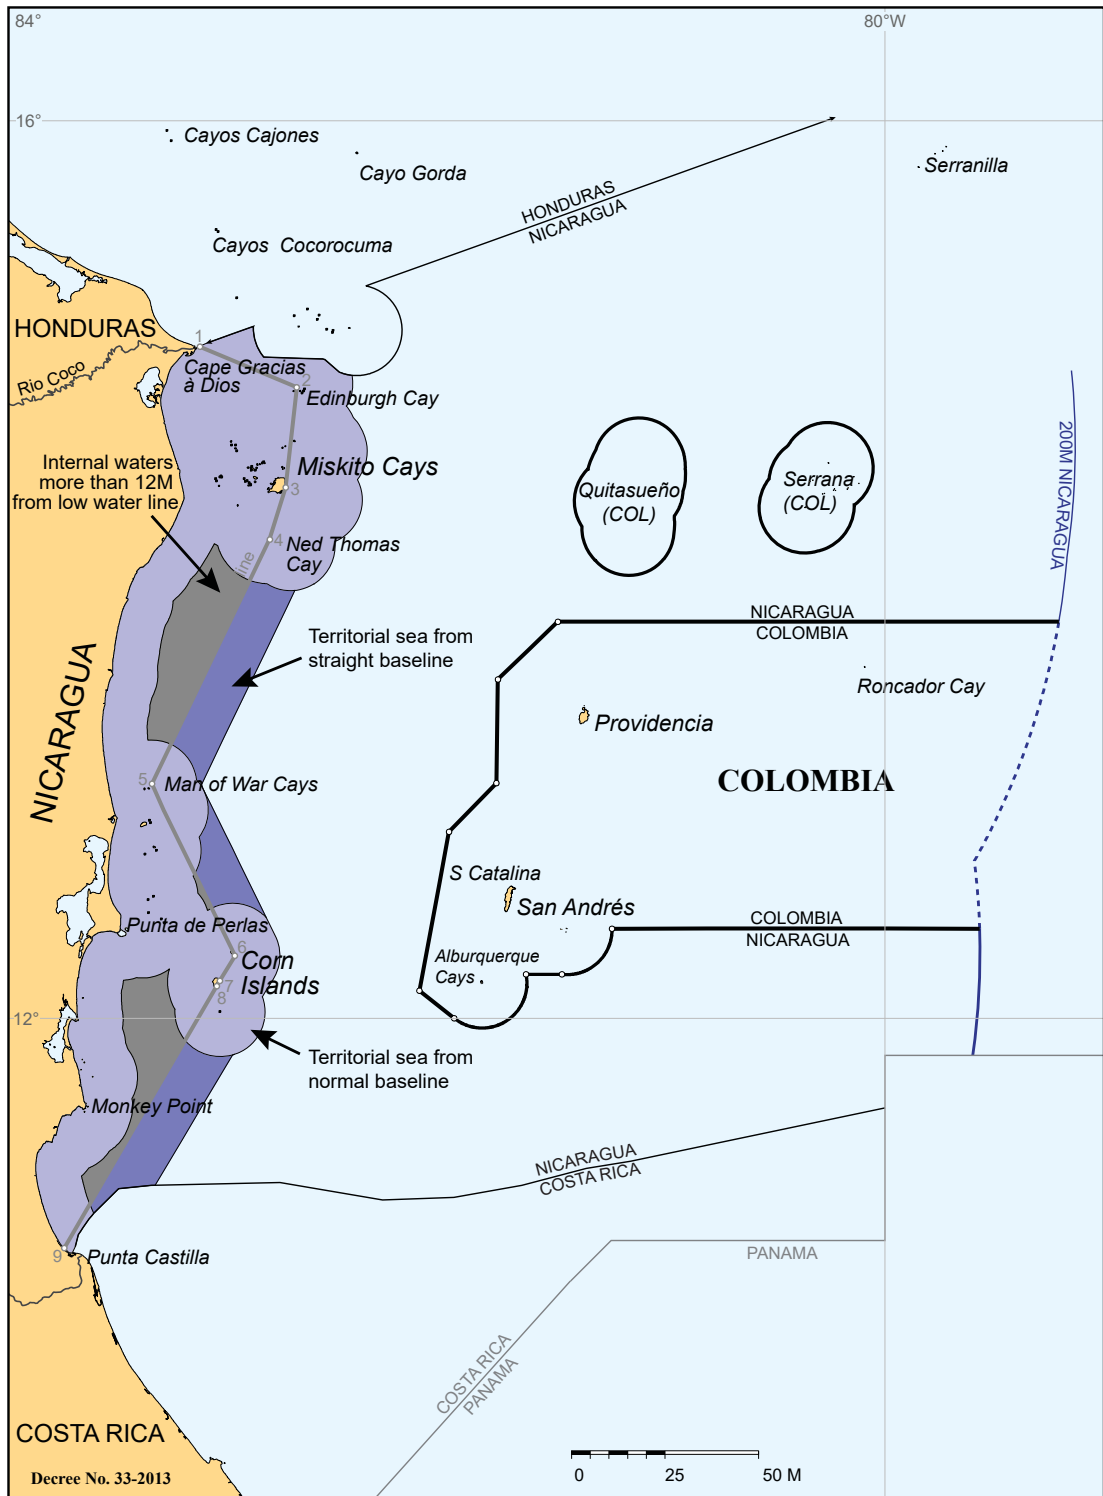 84°
80°W
16°
Cayos Cajones
Cayo Gorda
Serranilla
HONDURAS
NICARAGUA
Cayos Cocorocuma
HONDURAS
1
Rio Coco
Cape Gracias
à Dios
2
Edinburgh Cay
Internal waters
more than 12M
from low water line
Miskito Cays
3
Quitasueño
(COL)
Serrana
(COL)
200M NICARAGUA
4
Ned Thomas
Cay
line
NICARAGUA
COLOMBIA
Territorial sea from
straight baseline
NICARAGUA
Roncador Cay
Providencia
5
Man of War Cays
COLOMBIA
S Catalina
San Andrés
Punta de Perlas
COLOMBIA
NICARAGUA
6
Corn
Islands
7
8
Alburquerque
Cays
12°
Territorial sea from
normal baseline
Monkey Point
NICARAGUA
COSTA RICA
9
Punta Castilla
PANAMA
COSTA RICA
PANAMA
COSTA RICA
Decree No. 33-2013
0 25 50 M